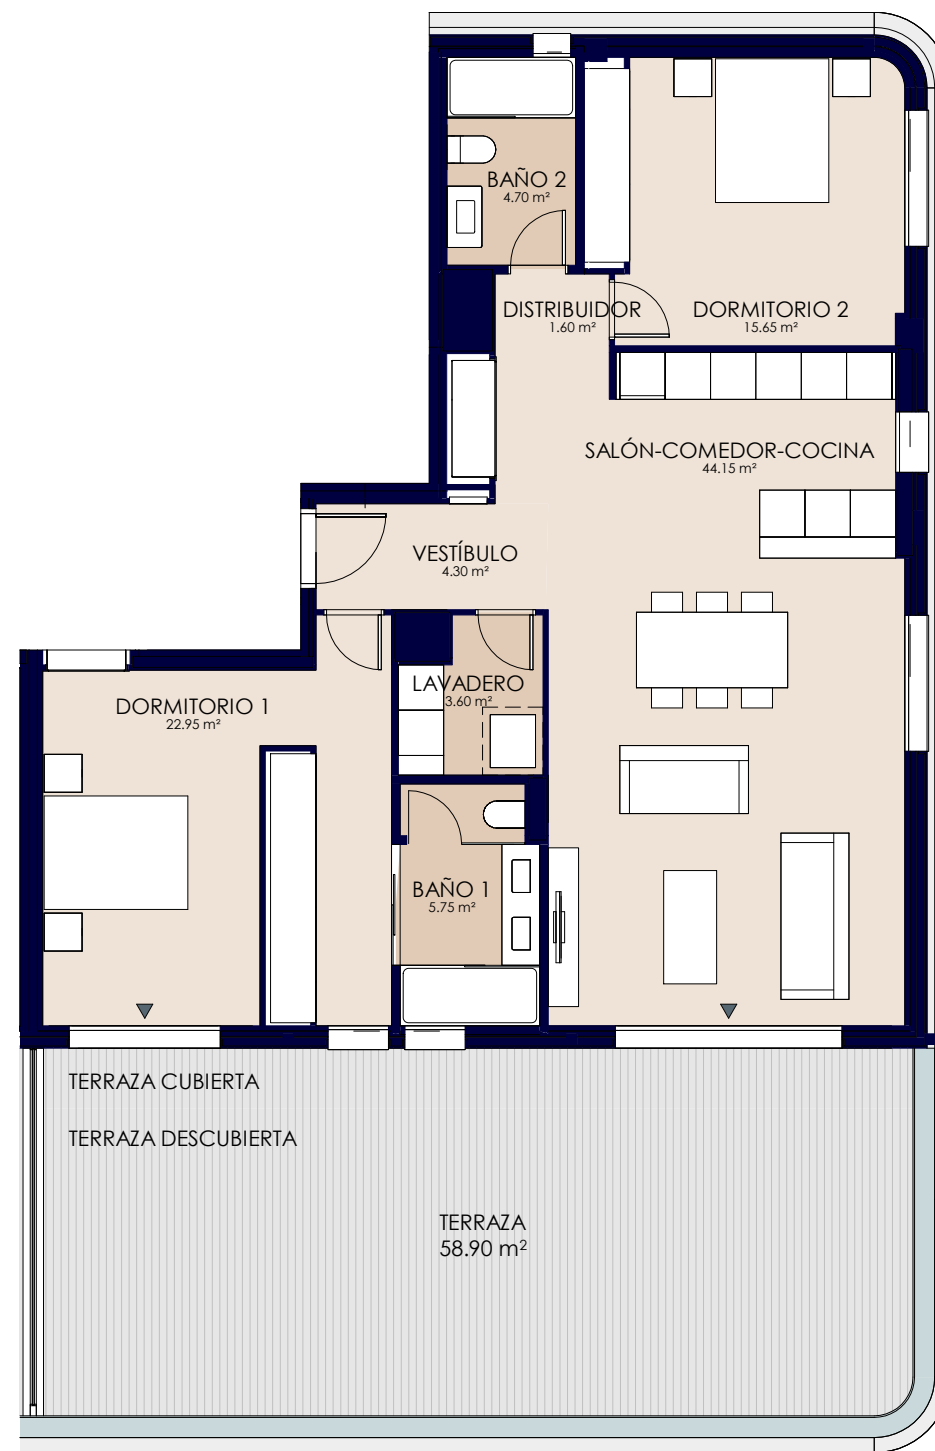 BAÑO 2
4.70 m²
DISTRIBUIDOR
1.60 m²
DORMITORIO 2
15.65 m²
SALÓN-COMEDOR-COCINA
44.15 m²
VESTÍBULO
4.30 m²
LAVADERO
3.60 m²
DORMITORIO 1
22.95 m²
BAÑO 1
5.75 m²
TERRAZA CUBIERTA
TERRAZA DESCUBIERTA
TERRAZA
58.90 m²